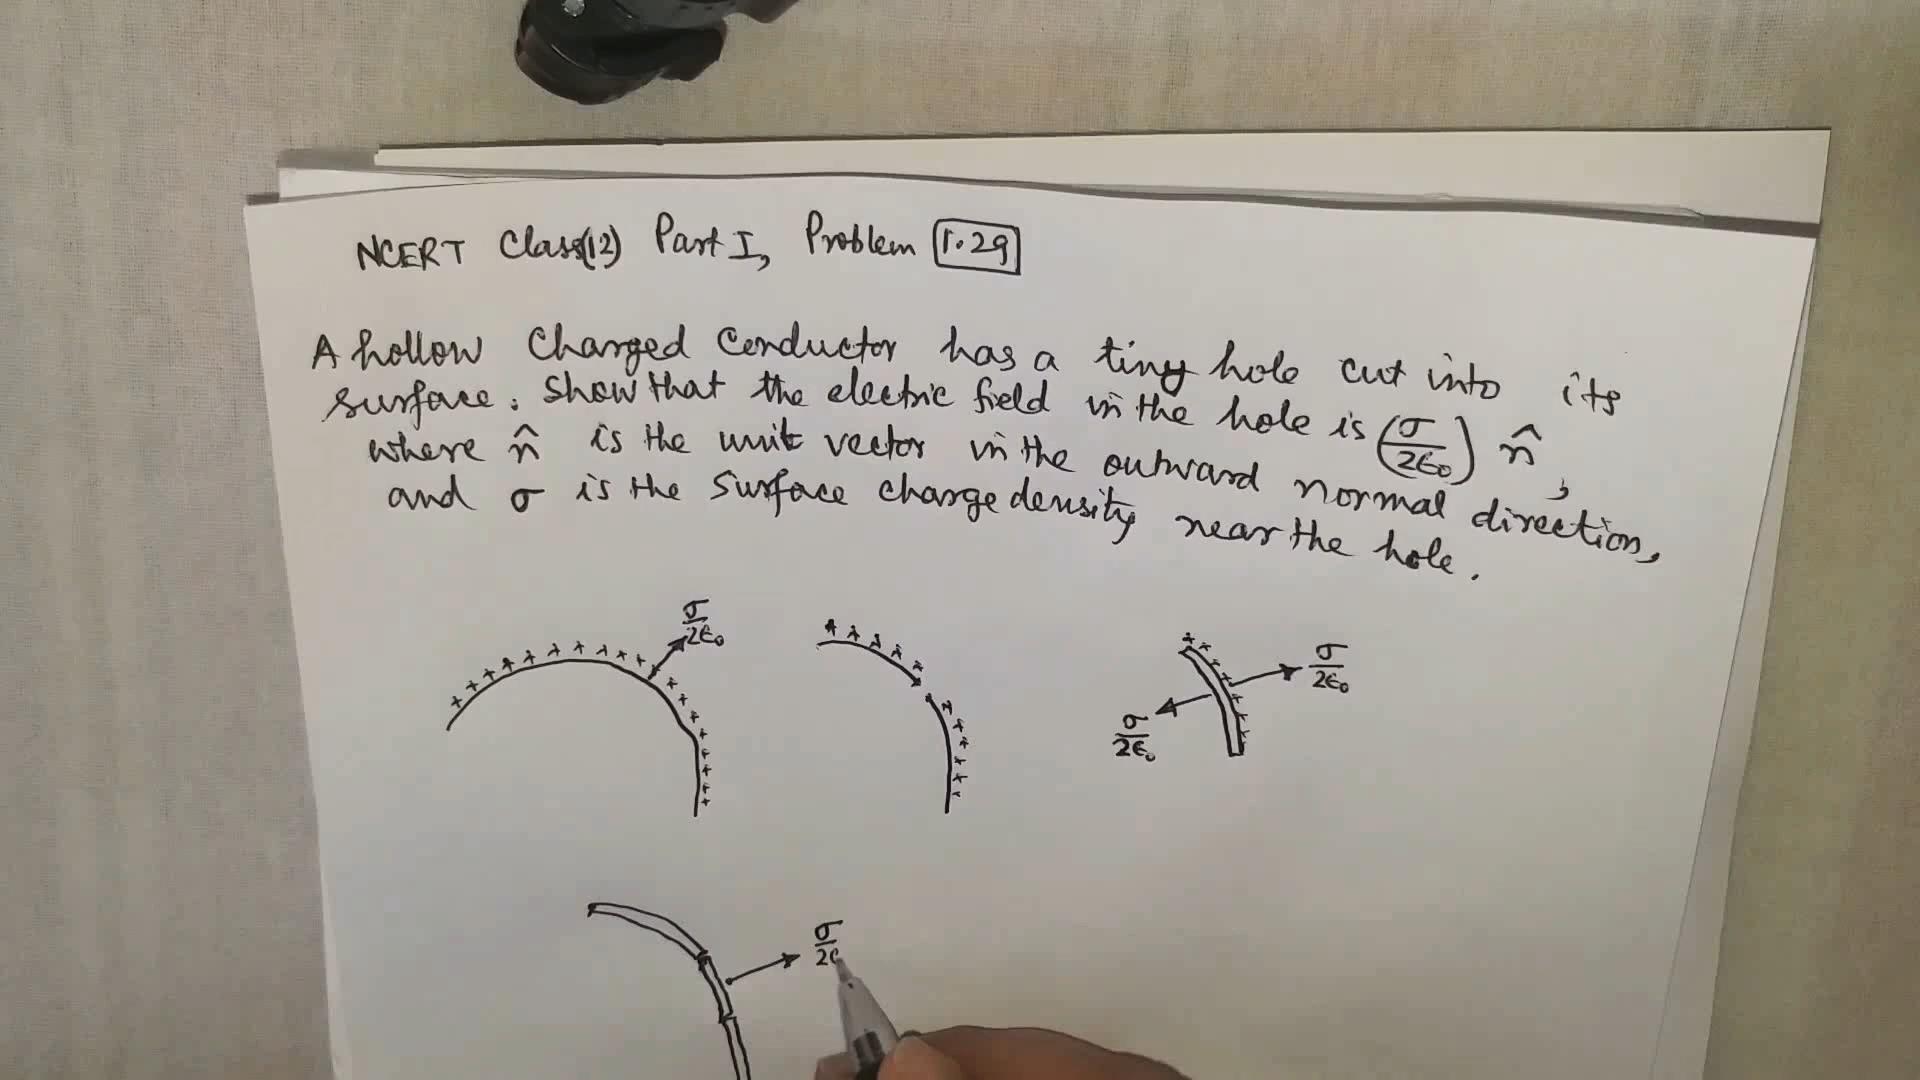 NCERT Class(12) Part I, Problem 1.29
A hollow charged conductor has a tiny hole cut into its
surface. Show that the electric field in the hole is (σ/2ε₀) n̂,
where n̂ is the unit vector in the outward normal direction,
and σ is the surface charge density near the hole.
σ/2ε₀
σ/2ε₀
σ/2ε₀
σ/2ε